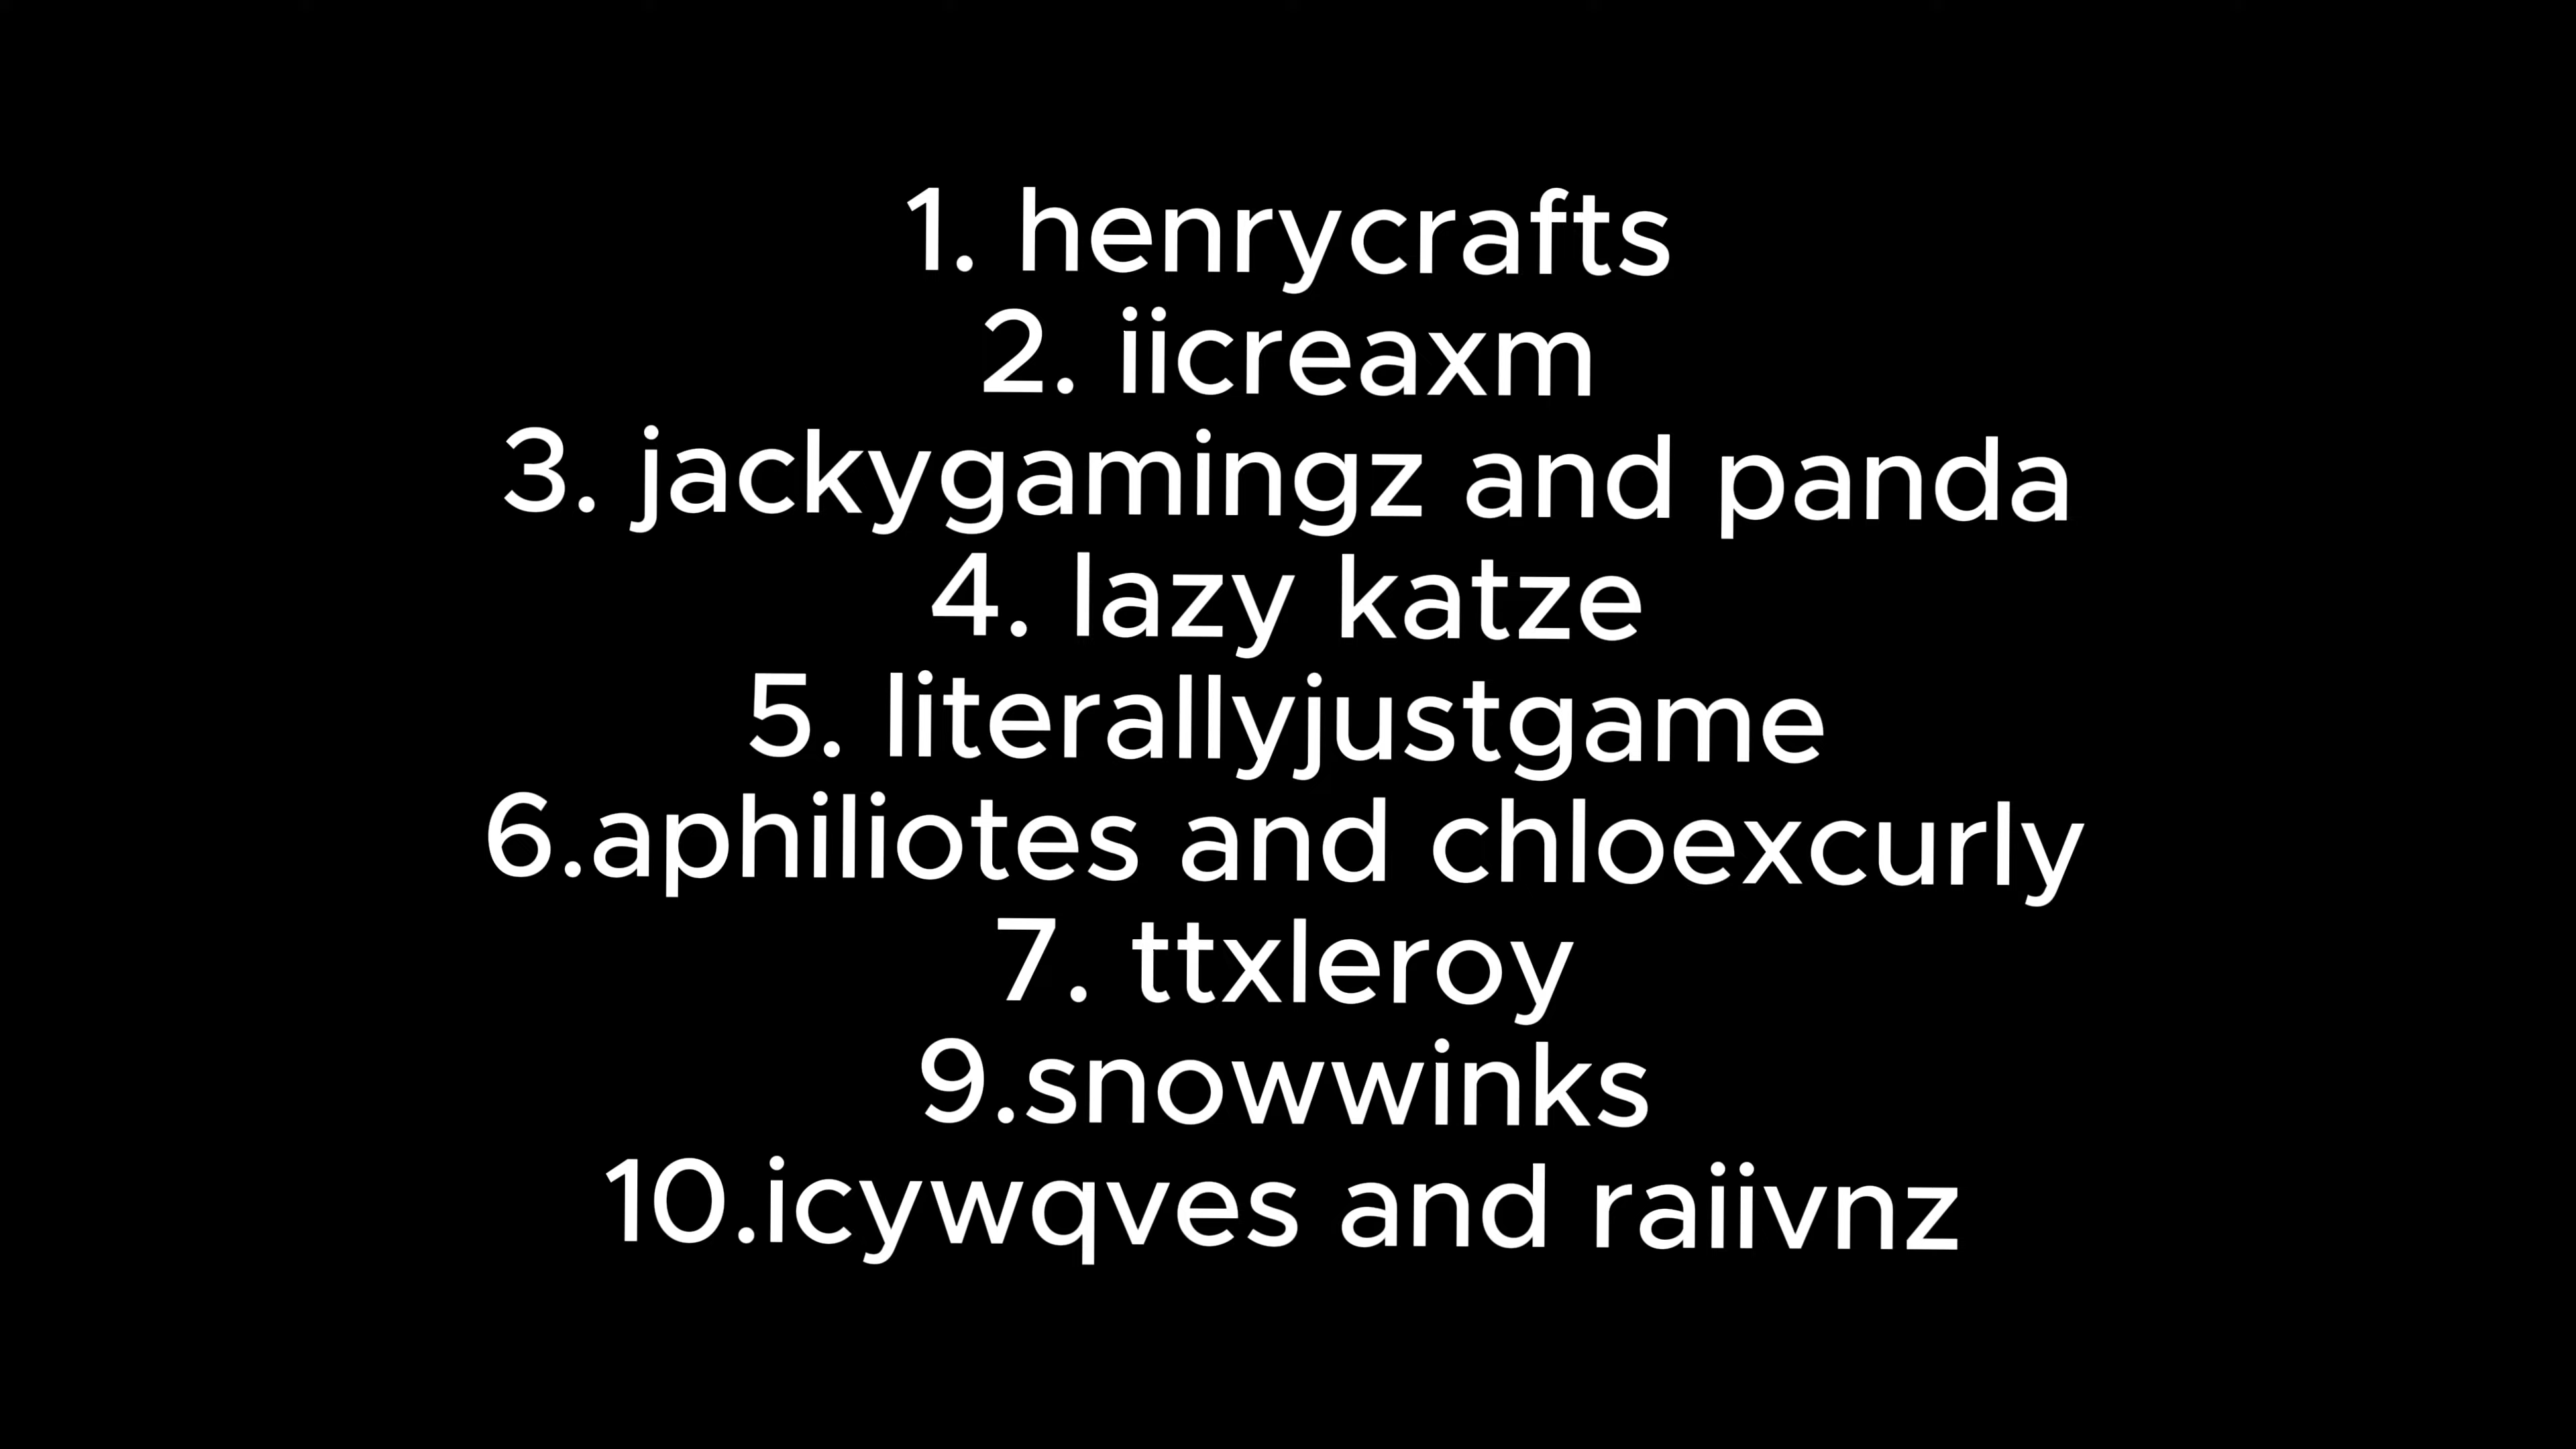 1. henrycrafts
2. iicreaxm
3. jackygamingz and panda
4. lazy katze
5. literallyjustgame
6.aphiliotes and chloexcurly
7. ttxleroy
9.snowwinks
10.icywqves and raiivnz